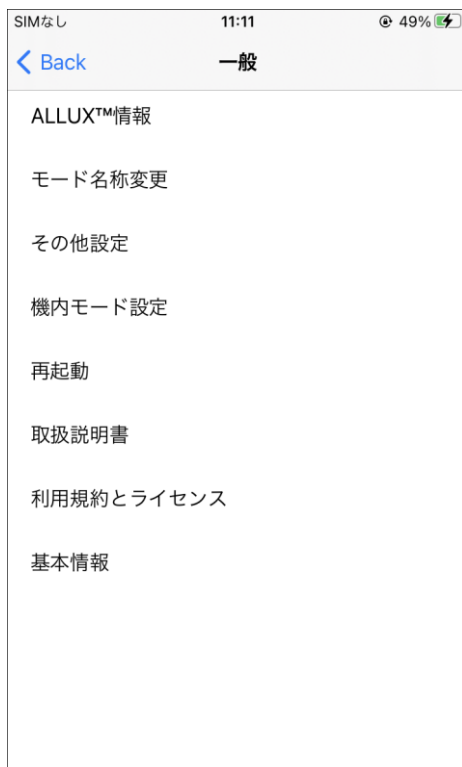 SIMなし 11:11 49%
Back 一般
ALLUX™情報
モード名称変更
その他設定
機内モード設定
再起動
取扱説明書
利用規約とライセンス
基本情報